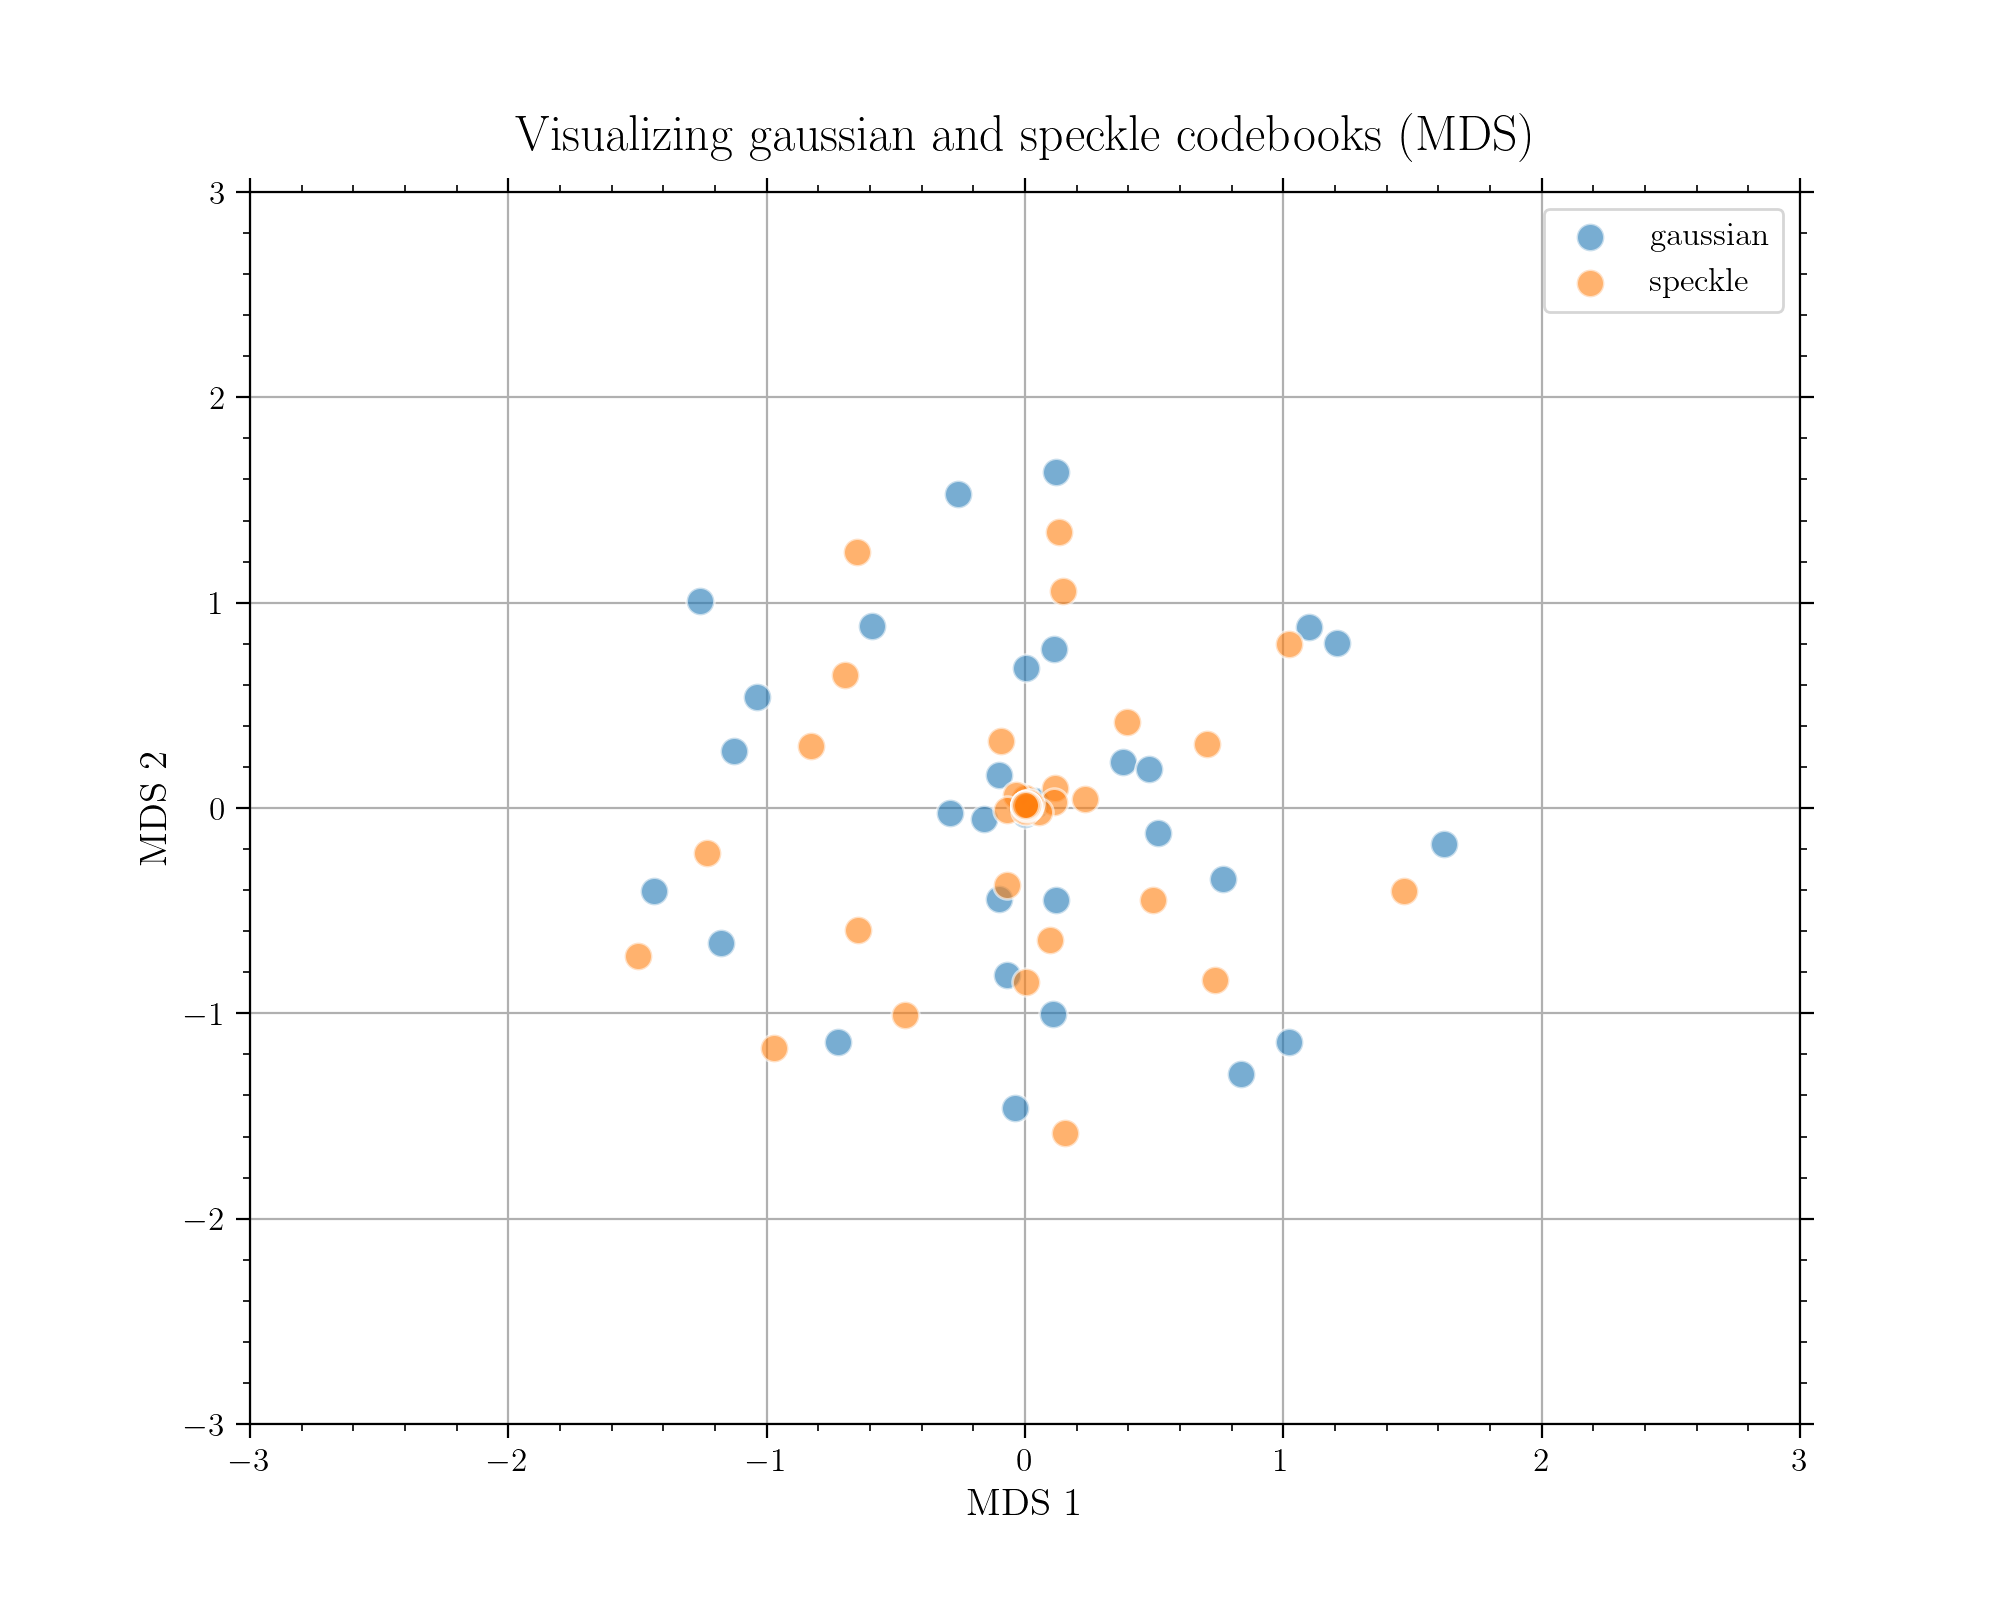 Visualizing gaussian and speckle codebooks (MDS)
gaussian
speckle
3
2
1
0
−1
−2
−3
MDS 2
−3
−2
−1
0
1
2
3
MDS 1